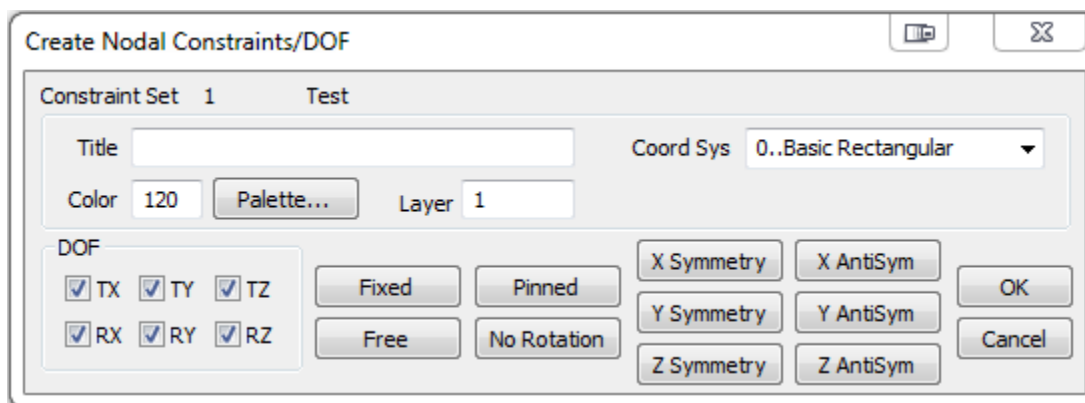 Create Nodal Constraints/DOF
Constraint Set 1 Test
Title Coord Sys 0..Basic Rectangular
Color 120 Palette... Layer 1
DOF
TX TY TZ
RX RY RZ
Fixed Pinned
Free No Rotation
X Symmetry X AntiSym
Y Symmetry Y AntiSym
Z Symmetry Z AntiSym
OK
Cancel